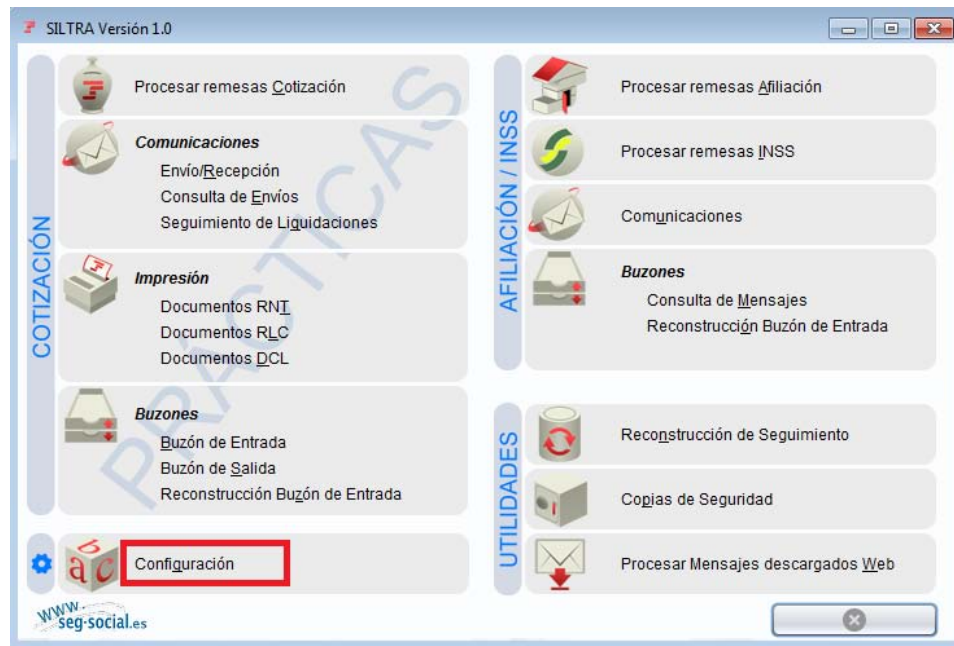 SILTRA Versión 1.0
COTIZACIÓN
Procesar remesas Cotización
Comunicaciones
Envío/Recepción
Consulta de Envíos
Seguimiento de Liquidaciones
Impresión
Documentos RNT
Documentos RLC
Documentos DCL
Buzones
Buzón de Entrada
Buzón de Salida
Reconstrucción Buzón de Entrada
abc
Configuración
www.
seg-social.es
AFILIACIÓN / INSS
Procesar remesas Afiliación
Procesar remesas INSS
Comunicaciones
Buzones
Consulta de Mensajes
Reconstrucción Buzón de Entrada
UTILIDADES
Reconstrucción de Seguimiento
Copias de Seguridad
Procesar Mensajes descargados Web
PRÁCTICAS